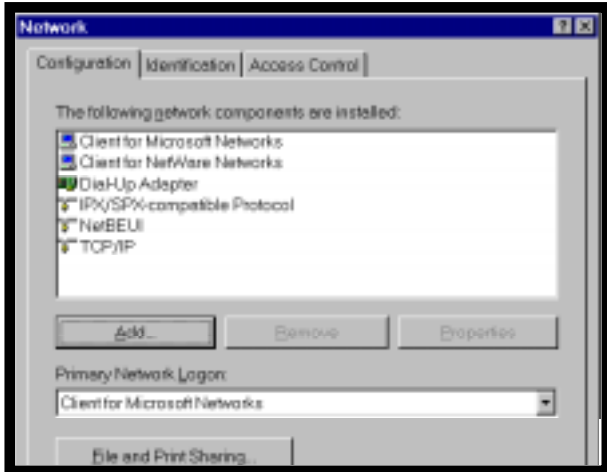 Network
Configuration Identification Access Control
The following network components are installed:
Client for Microsoft Networks
Client for NetWare Networks
Dial-Up Adapter
IPX/SPX-compatible Protocol
NetBEUI
TCP/IP
Add... Remove Properties
Primary Network Logon:
Client for Microsoft Networks
File and Print Sharing...